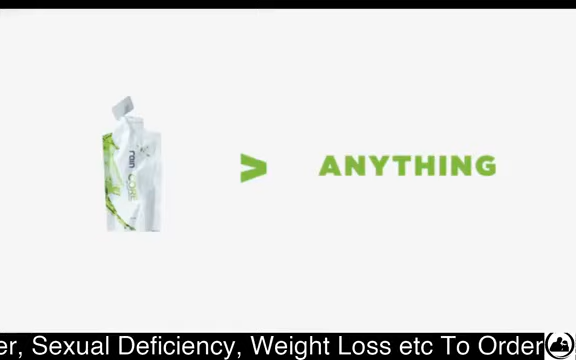 rain
CORE
> ANYTHING
er, Sexual Deficiency, Weight Loss etc To Order